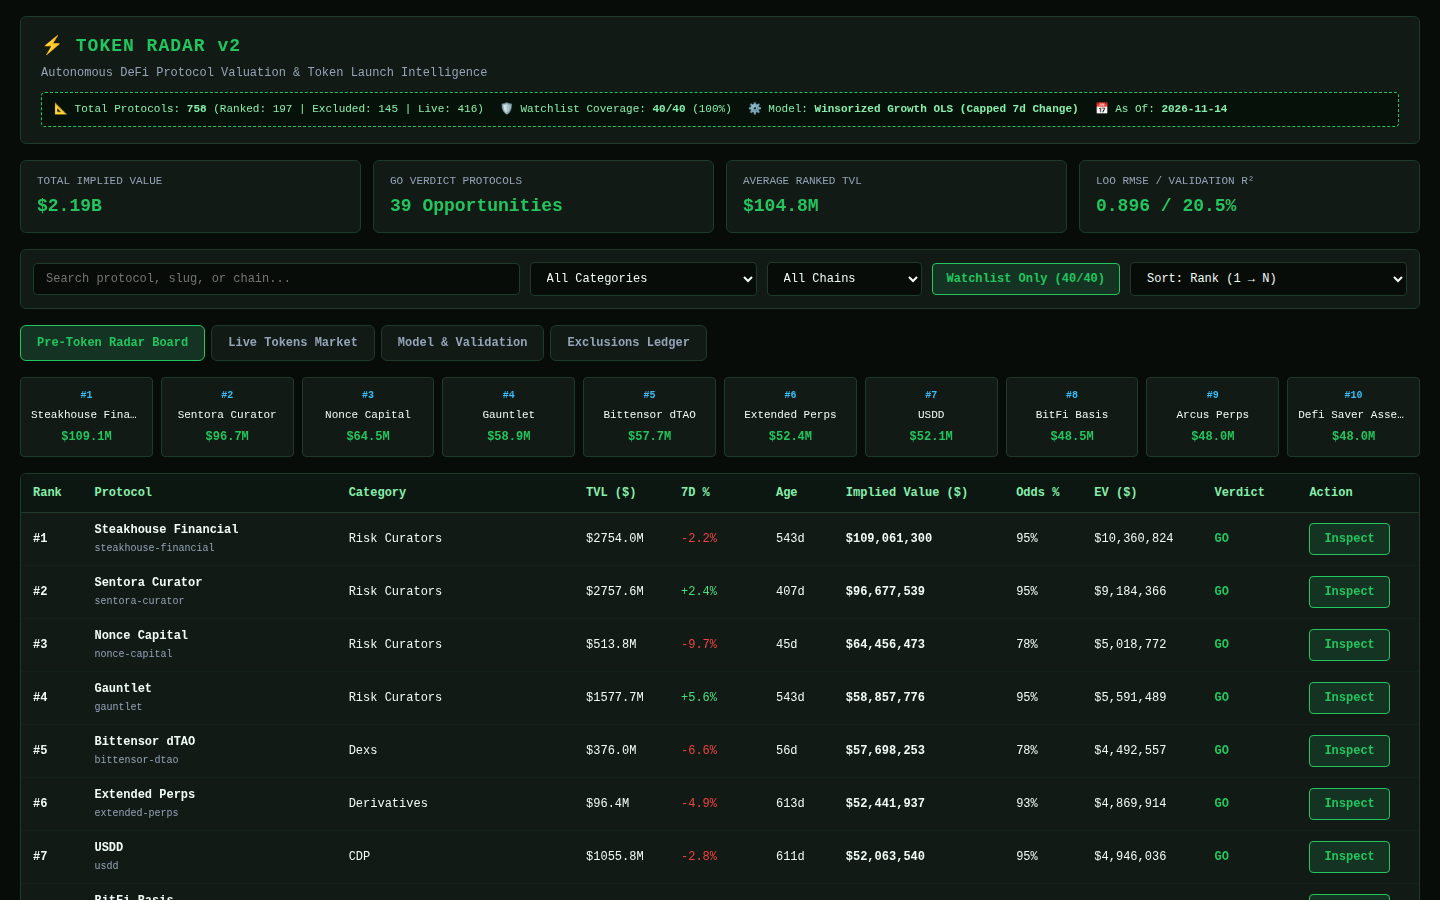 ⚡ TOKEN RADAR v2
Autonomous DeFi Protocol Valuation & Token Launch Intelligence
📐 Total Protocols: 758 (Ranked: 197 | Excluded: 145 | Live: 416) 🛡️ Watchlist Coverage: 40/40 (100%) ⚙️ Model: Winsorized Growth OLS (Capped 7d Change) 📅 As Of: 2026-11-14
TOTAL IMPLIED VALUE
$2.19B
GO VERDICT PROTOCOLS
39 Opportunities
AVERAGE RANKED TVL
$104.8M
LOO RMSE / VALIDATION R²
0.896 / 20.5%
Search protocol, slug, or chain... All Categories All Chains Watchlist Only (40/40) Sort: Rank (1 → N)
Pre-Token Radar Board Live Tokens Market Model & Validation Exclusions Ledger
#1
Steakhouse Fina…
$109.1M
#2
Sentora Curator
$96.7M
#3
Nonce Capital
$64.5M
#4
Gauntlet
$58.9M
#5
Bittensor dTAO
$57.7M
#6
Extended Perps
$52.4M
#7
USDD
$52.1M
#8
BitFi Basis
$48.5M
#9
Arcus Perps
$48.0M
#10
Defi Saver Asse…
$48.0M
Rank Protocol Category TVL ($) 7D % Age Implied Value ($) Odds % EV ($) Verdict Action
#1 Steakhouse Financial Risk Curators $2754.0M -2.2% 543d $109,061,300 95% $10,360,824 GO Inspect
steakhouse-financial
#2 Sentora Curator Risk Curators $2757.6M +2.4% 407d $96,677,539 95% $9,184,366 GO Inspect
sentora-curator
#3 Nonce Capital Risk Curators $513.8M -9.7% 45d $64,456,473 78% $5,018,772 GO Inspect
nonce-capital
#4 Gauntlet Risk Curators $1577.7M +5.6% 543d $58,857,776 95% $5,591,489 GO Inspect
gauntlet
#5 Bittensor dTAO Dexs $376.0M -6.6% 56d $57,698,253 78% $4,492,557 GO Inspect
bittensor-dtao
#6 Extended Perps Derivatives $96.4M -4.9% 613d $52,441,937 93% $4,869,914 GO Inspect
extended-perps
#7 USDD CDP $1055.8M -2.8% 611d $52,063,540 95% $4,946,036 GO Inspect
usdd
BitFi Basis